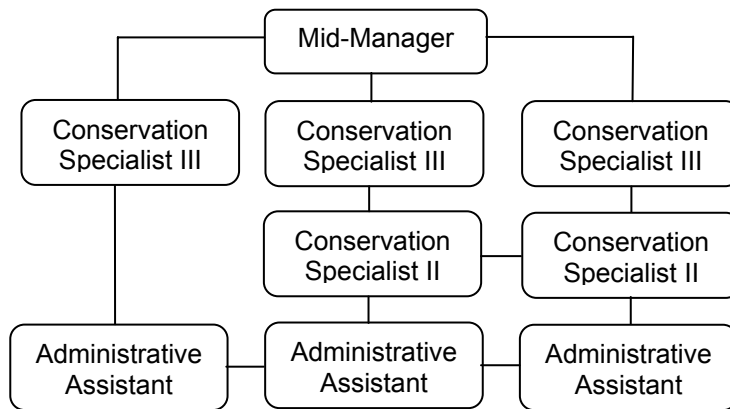 Mid-Manager
Conservation
Specialist III
Conservation
Specialist III
Conservation
Specialist III
Conservation
Specialist II
Conservation
Specialist II
Administrative
Assistant
Administrative
Assistant
Administrative
Assistant